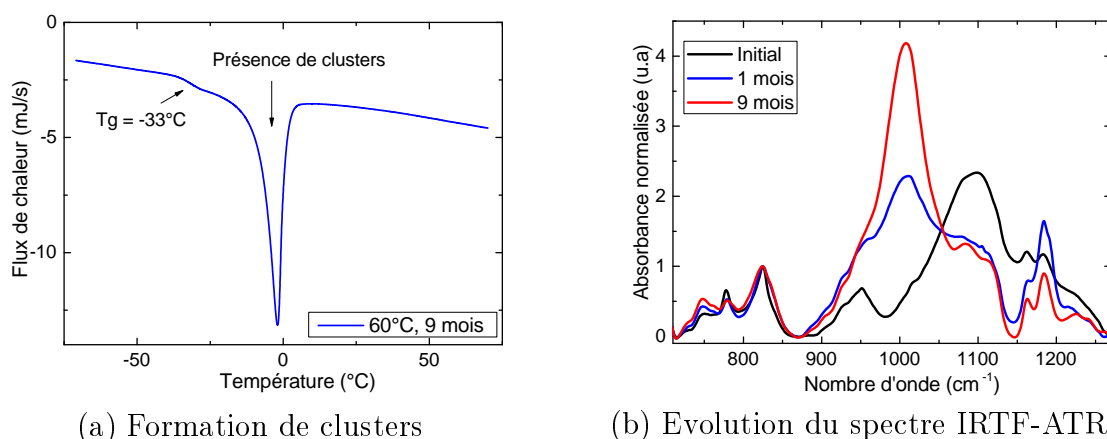 0
-5
-10
Flux de chaleur (mJ/s)
Présence de clusters
Tg = -33°C
60°C, 9 mois
-50
0
50
Température (°C)
(a) Formation de clusters
4
3
2
1
0
Absorbance normalisée (u.a)
Initial
1 mois
9 mois
800
900
1000
1100
1200
Nombre d'onde (cm⁻¹)
(b) Evolution du spectre IRTF-ATR